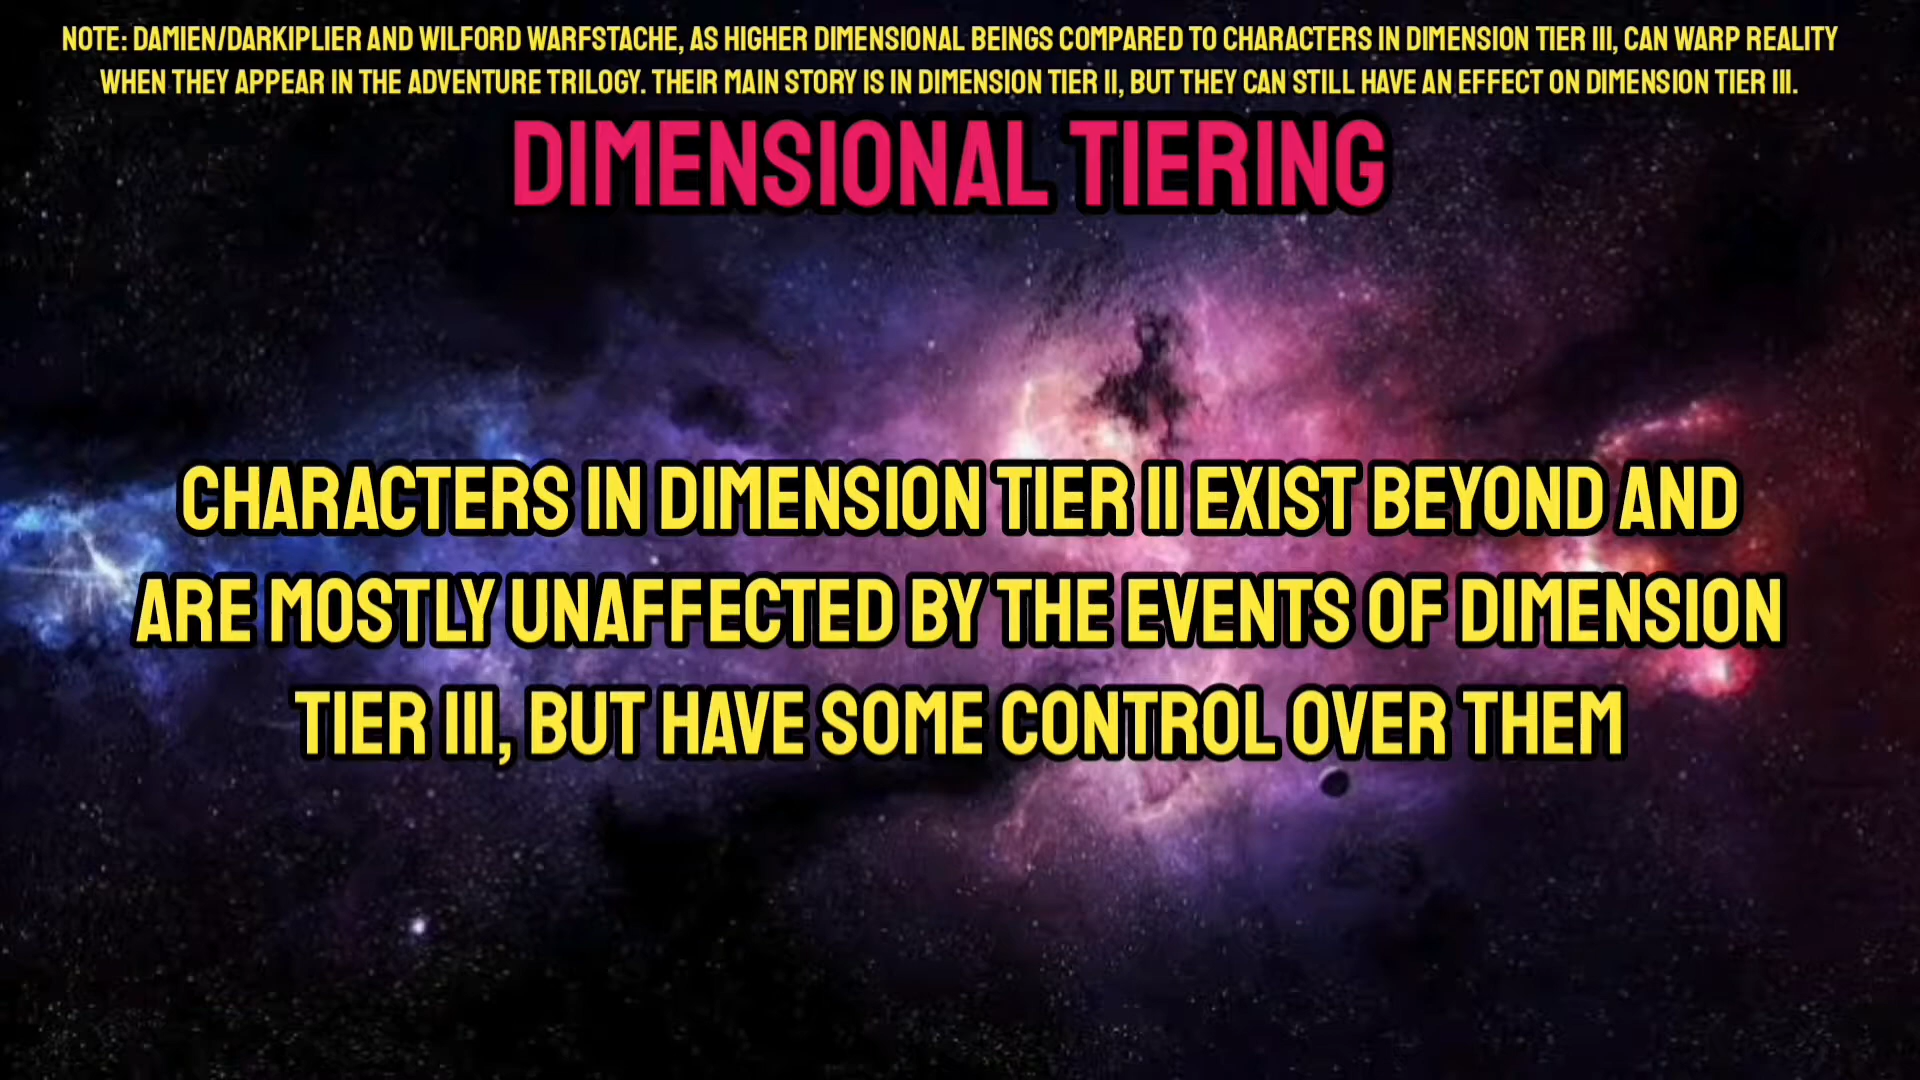 NOTE: DAMIEN/DARKIPLIER AND WILFORD WARFSTACHE, AS HIGHER DIMENSIONAL BEINGS COMPARED TO CHARACTERS IN DIMENSION TIER III, CAN WARP REALITY
WHEN THEY APPEAR IN THE ADVENTURE TRILOGY. THEIR MAIN STORY IS IN DIMENSION TIER II, BUT THEY CAN STILL HAVE AN EFFECT ON DIMENSION TIER III.
DIMENSIONAL TIERING
CHARACTERS IN DIMENSION TIER II EXIST BEYOND AND
ARE MOSTLY UNAFFECTED BY THE EVENTS OF DIMENSION
TIER III, BUT HAVE SOME CONTROL OVER THEM